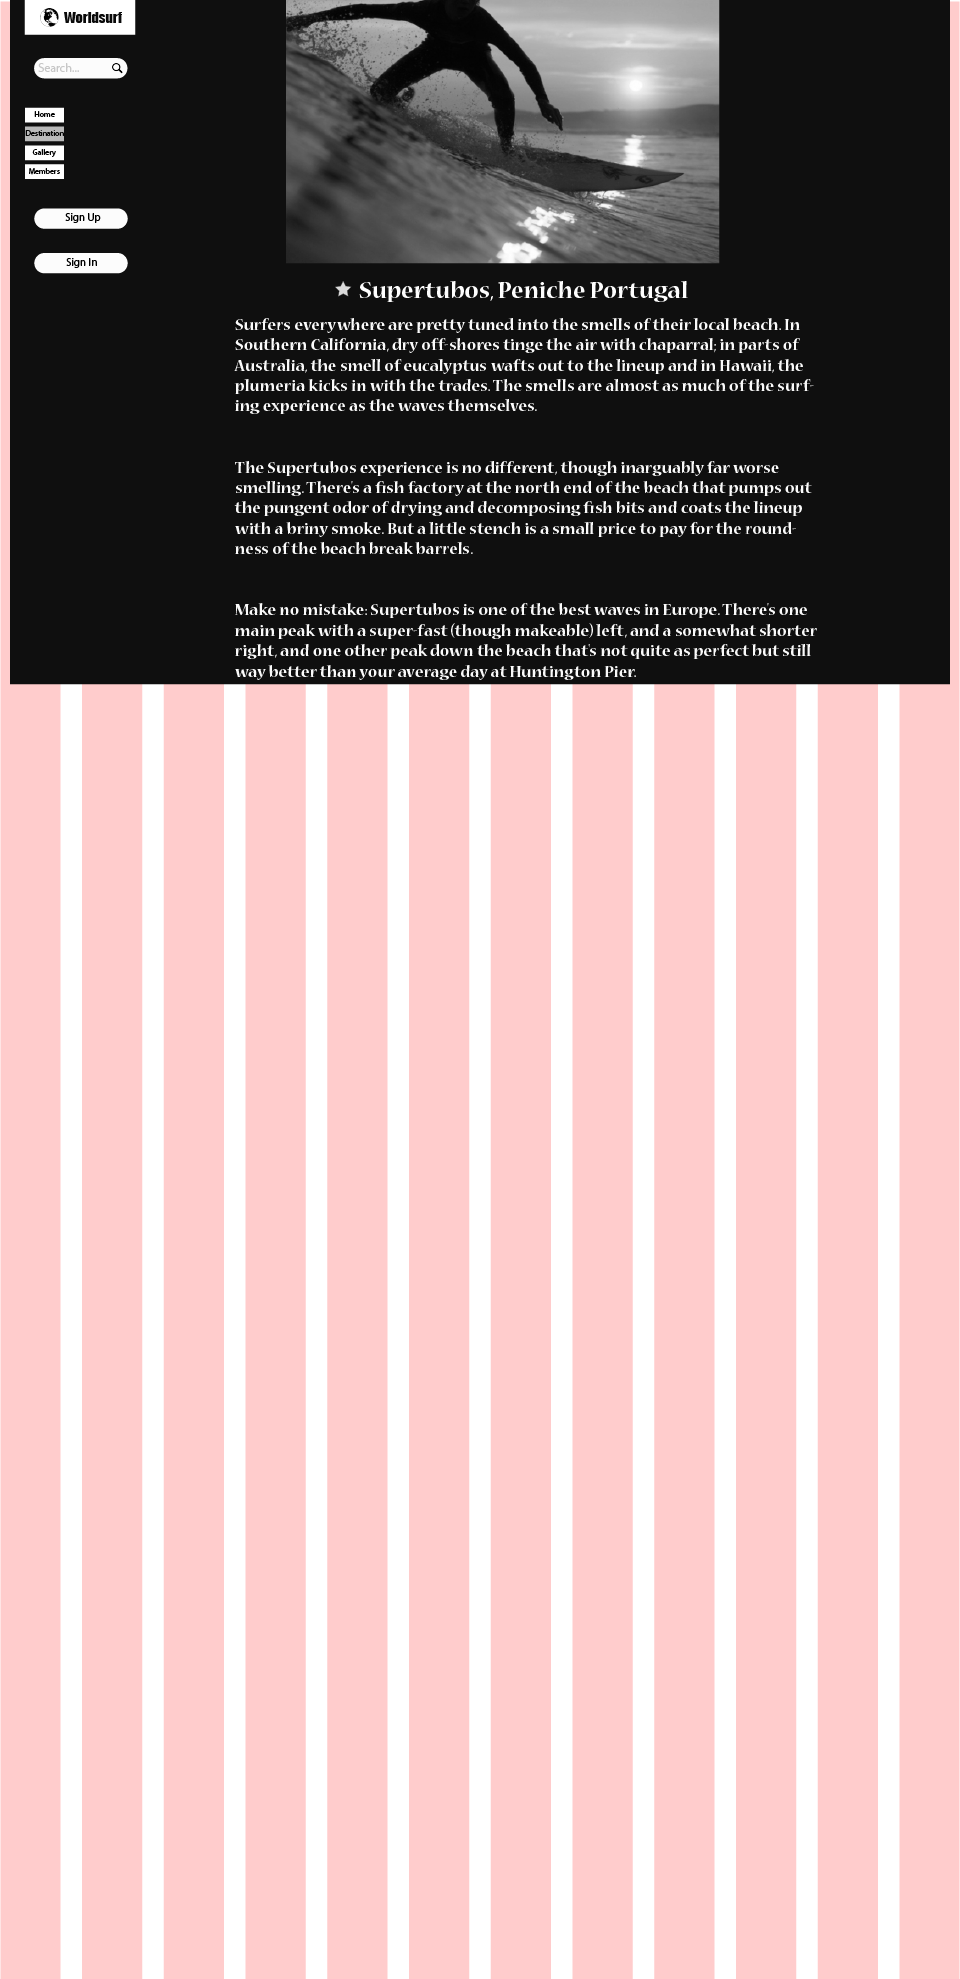 Worldsurf
Search...
Home
Destination
Gallery
Members
Sign Up
Sign In
Supertubos, Peniche Portugal
Surfers everywhere are pretty tuned into the smells of their local beach. In
Southern California, dry off-shores tinge the air with chaparral; in parts of
Australia, the smell of eucalyptus wafts out to the lineup and in Hawaii, the
plumeria kicks in with the trades. The smells are almost as much of the surf-
ing experience as the waves themselves.
The Supertubos experience is no different, though inarguably far worse
smelling. There's a fish factory at the north end of the beach that pumps out
the pungent odor of drying and decomposing fish bits and coats the lineup
with a briny smoke. But a little stench is a small price to pay for the round-
ness of the beach break barrels.
Make no mistake: Supertubos is one of the best waves in Europe. There's one
main peak with a super-fast (though makeable) left, and a somewhat shorter
right, and one other peak down the beach that's not quite as perfect but still
way better than your average day at Huntington Pier.